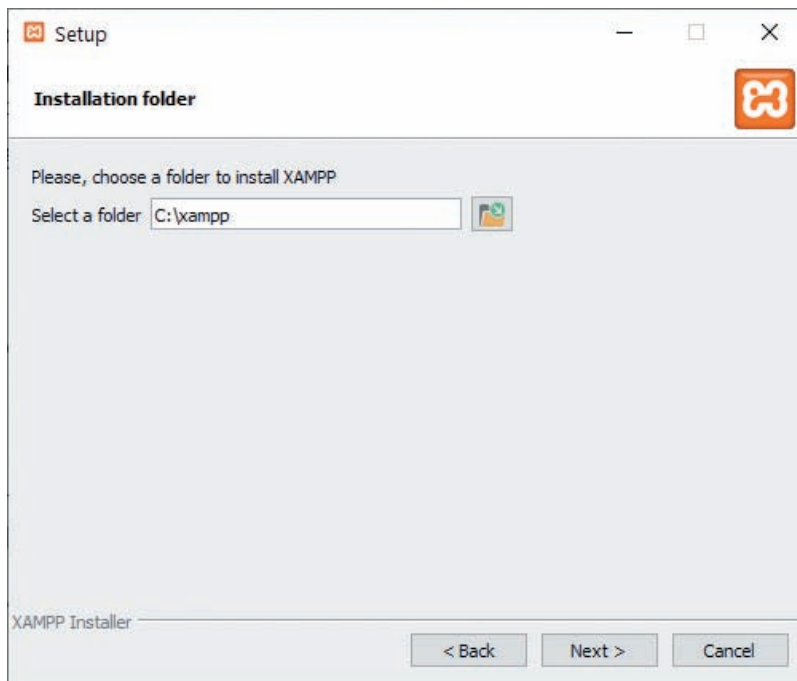 Setup
Installation folder
Please, choose a folder to install XAMPP
Select a folder C:\xampp
XAMPP Installer
< Back Next > Cancel